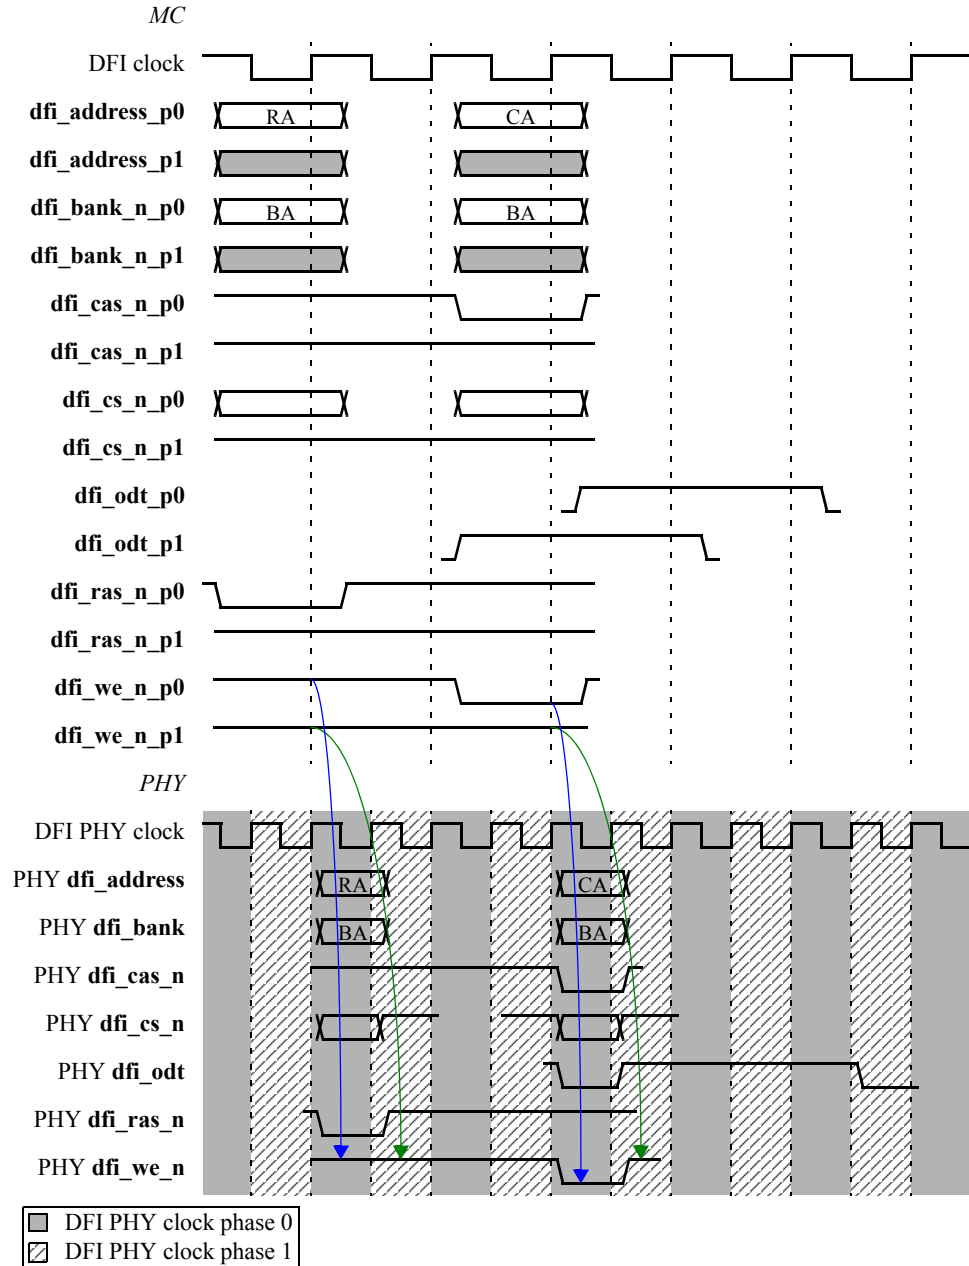 MC
DFI clock
dfi_address_p0 RA CA
dfi_address_p1
dfi_bank_n_p0 BA BA
dfi_bank_n_p1
dfi_cas_n_p0
dfi_cas_n_p1
dfi_cs_n_p0
dfi_cs_n_p1
dfi_odt_p0
dfi_odt_p1
dfi_ras_n_p0
dfi_ras_n_p1
dfi_we_n_p0
dfi_we_n_p1
PHY
DFI PHY clock
PHY dfi_address RA CA
PHY dfi_bank BA BA
PHY dfi_cas_n
PHY dfi_cs_n
PHY dfi_odt
PHY dfi_ras_n
PHY dfi_we_n
DFI PHY clock phase 0
DFI PHY clock phase 1